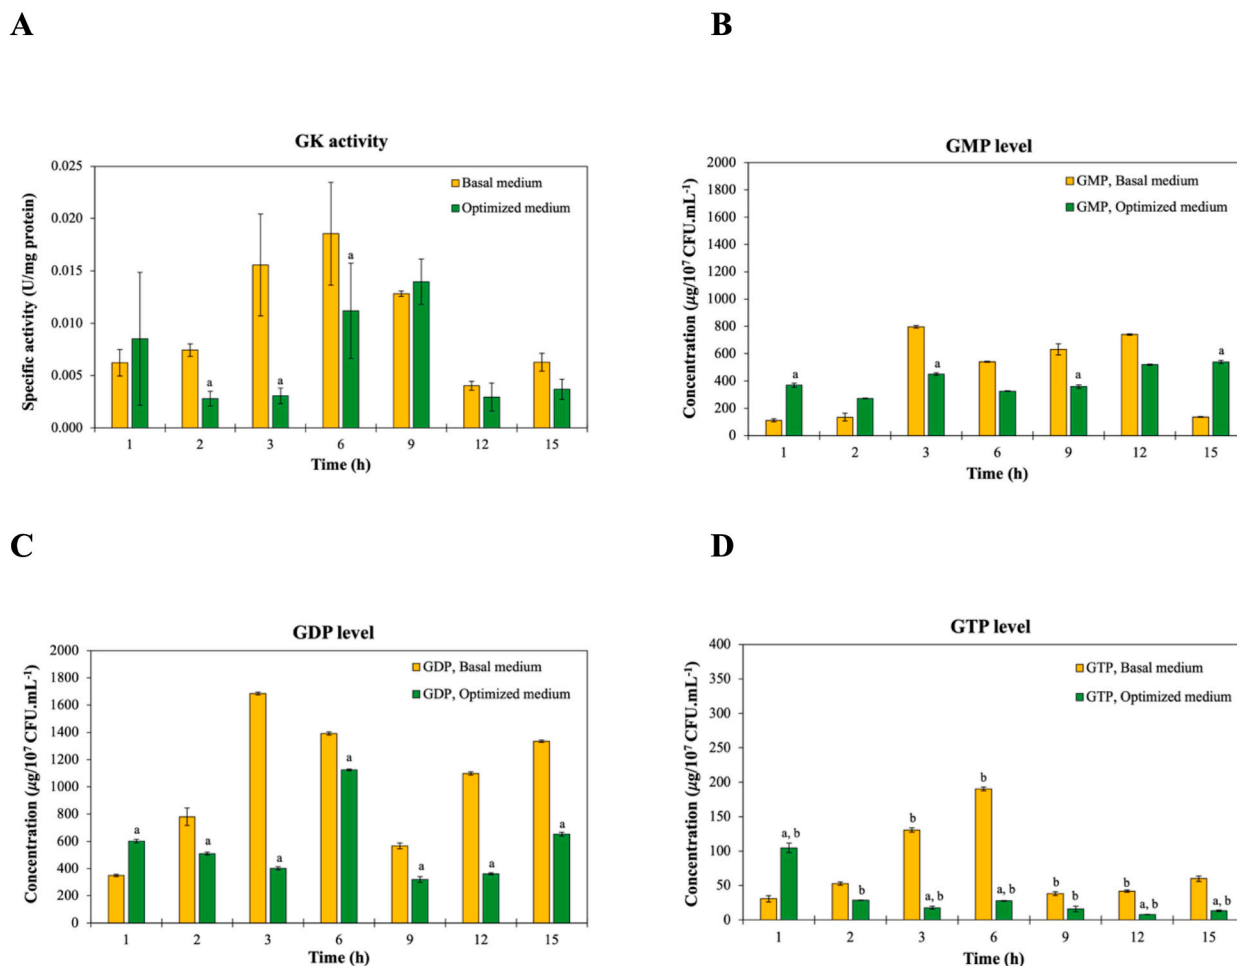 A
B
GK activity
0.025
0.020
0.015
0.010
0.005
0.000
Specific activity (U/mg protein)
Basal medium
Optimized medium
a
a
a
1 2 3 6 9 12 15
Time (h)
GMP level
2000
1800
1600
1400
1200
1000
800
600
400
200
0
Concentration (µg/10⁷ CFU.mL⁻¹)
GMP, Basal medium
GMP, Optimized medium
a
a
a
a
1 2 3 6 9 12 15
Time (h)
C
D
GDP level
2000
1800
1600
1400
1200
1000
800
600
400
200
0
Concentration (µg/10⁷ CFU.mL⁻¹)
GDP, Basal medium
GDP, Optimized medium
a
a
a
a
a
a
a
1 2 3 6 9 12 15
Time (h)
GTP level
400
350
300
250
200
150
100
50
0
Concentration (µg/10⁷ CFU.mL⁻¹)
GTP, Basal medium
GTP, Optimized medium
a, b
b
b
a, b
b
a, b
b
b
b
a, b
a, b
1 2 3 6 9 12 15
Time (h)